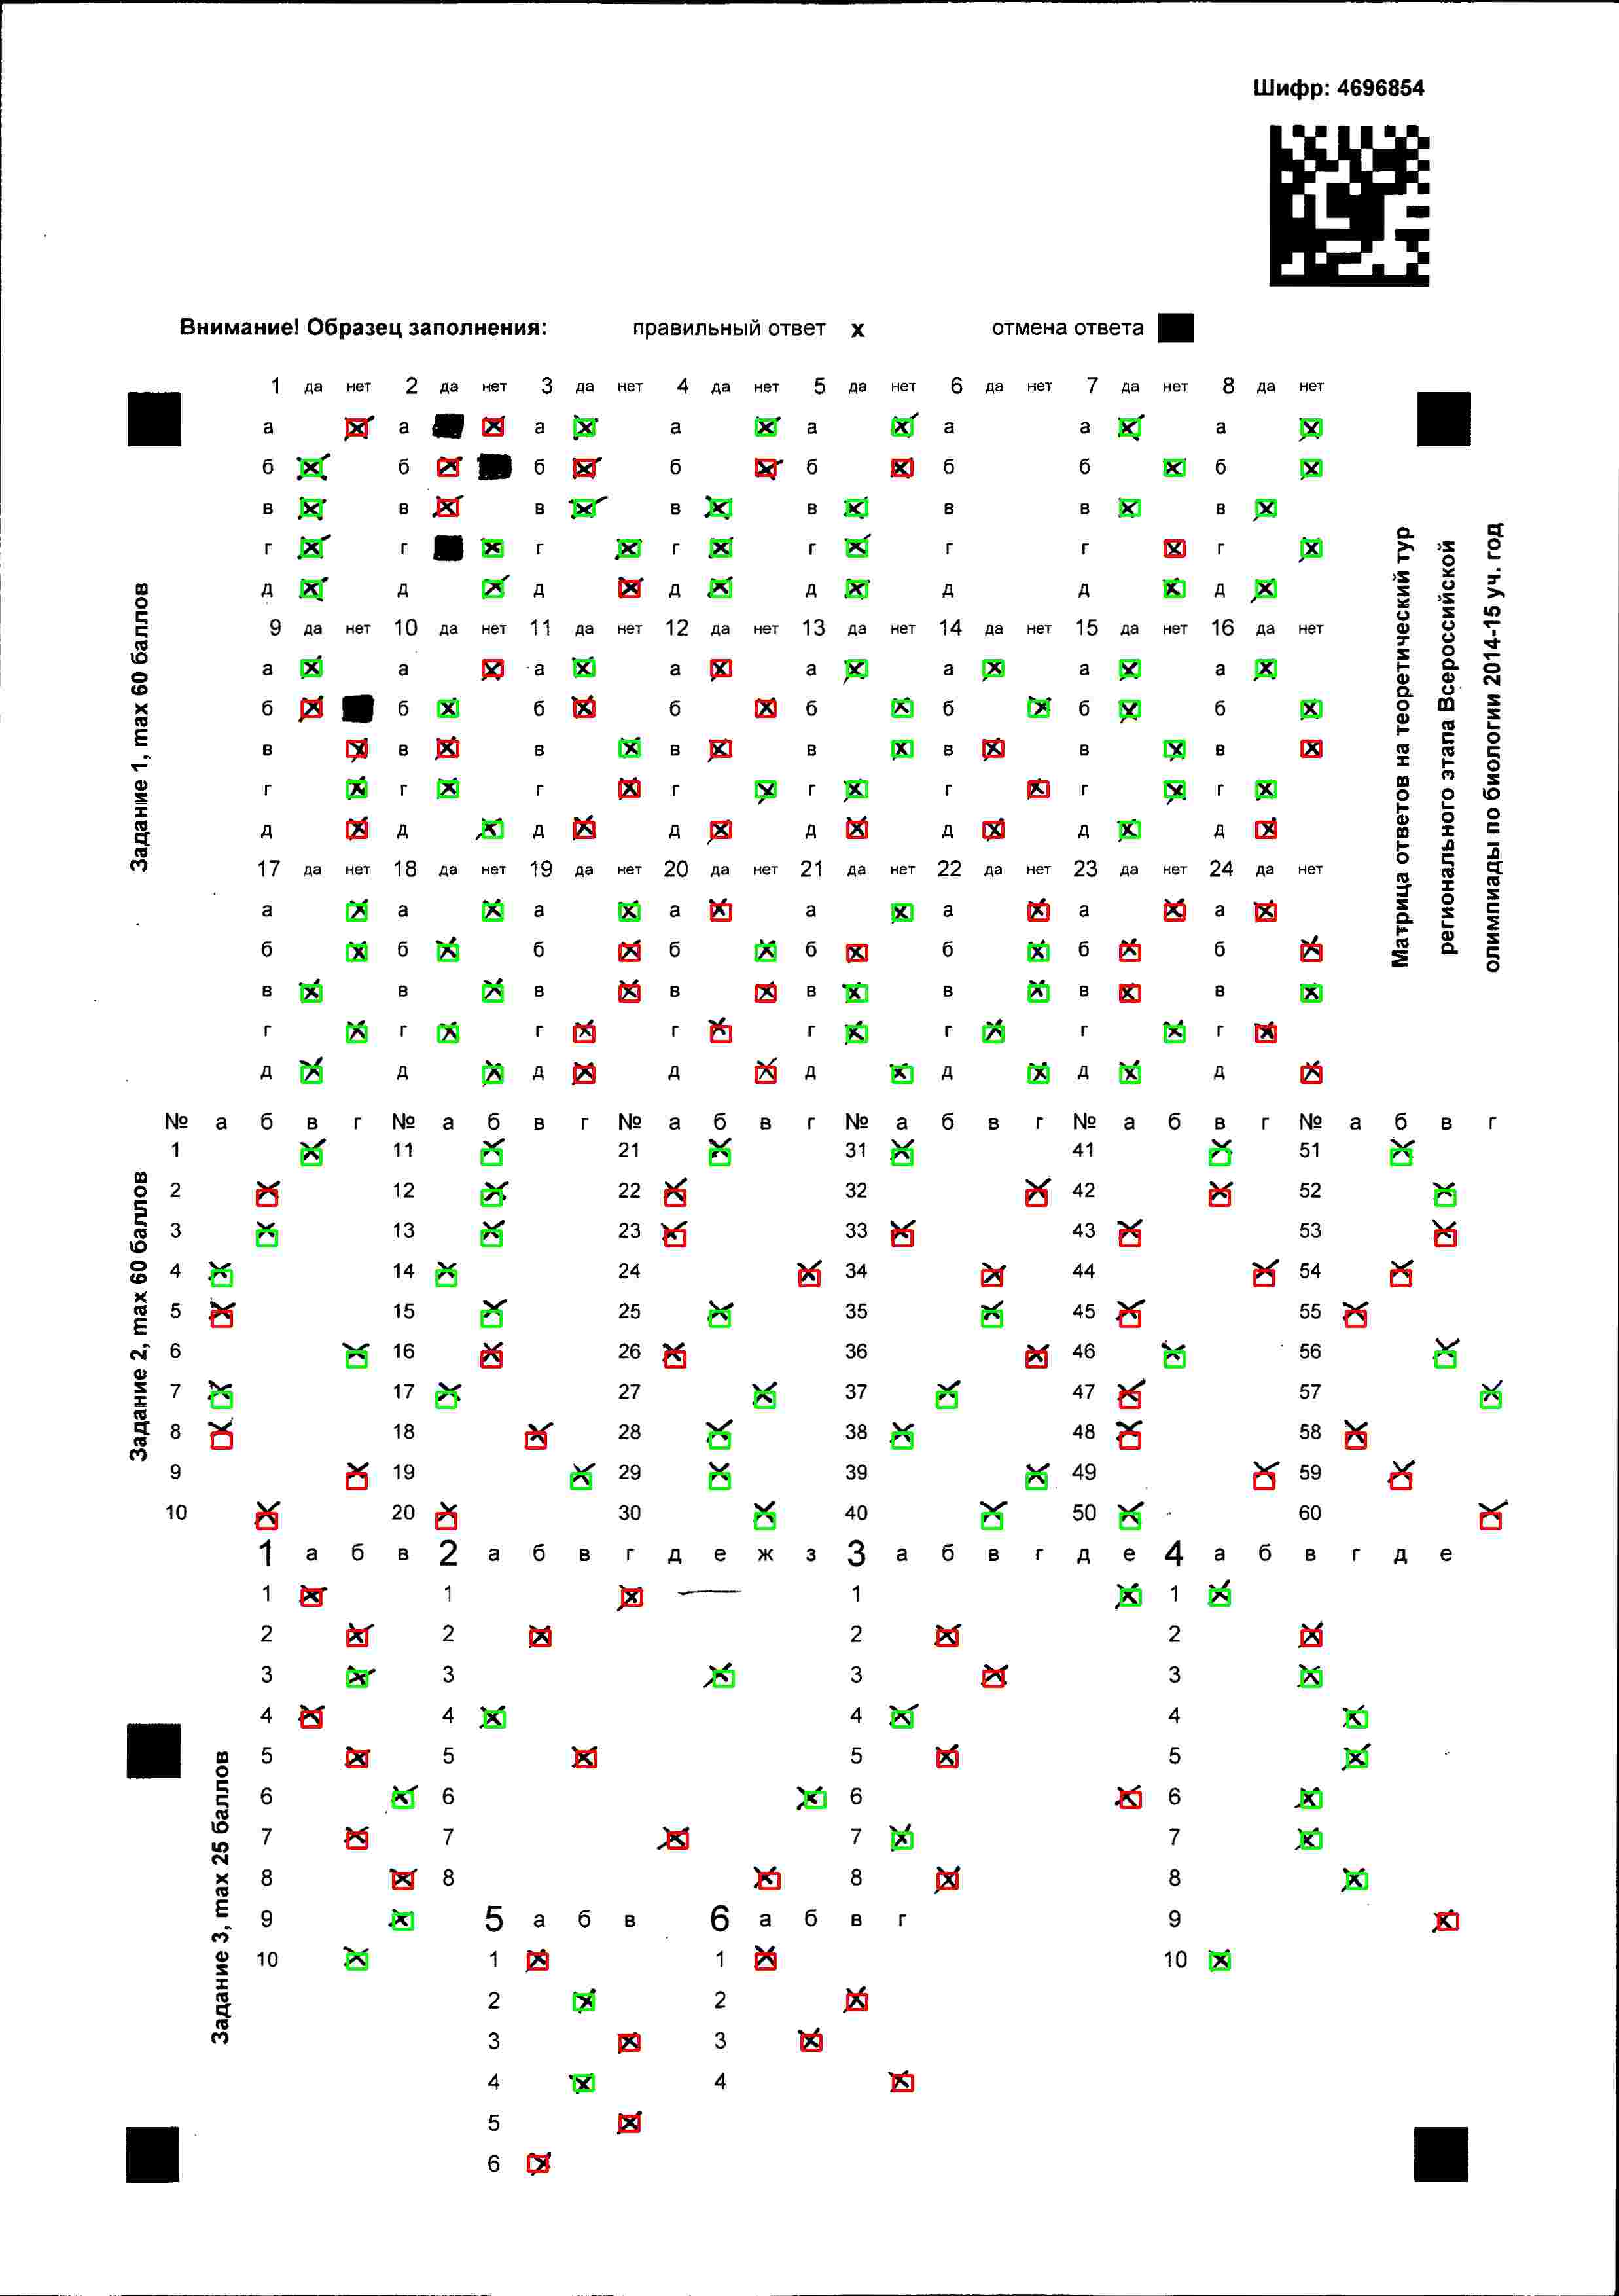 Шифр: 4696854
Внимание! Образец заполнения: правильный ответ х отмена ответа
Задание 1, max 60 баллов
1 да нет 2 да нет 3 да нет 4 да нет 5 да нет 6 да нет 7 да нет 8 да нет
а а а а а а а а
б б б б б б б б
в в в в в в в в
г г г г г г г г
д д д д д д д д
9 да нет 10 да нет 11 да нет 12 да нет 13 да нет 14 да нет 15 да нет 16 да нет
а а а а а а а а
б б б б б б б б
в в в в в в в в
г г г г г г г г
д д д д д д д д
17 да нет 18 да нет 19 да нет 20 да нет 21 да нет 22 да нет 23 да нет 24 да нет
а а а а а а а а
б б б б б б б б
в в в в в в в в
г г г г г г г г
д д д д д д д д
Матрица ответов на теоретический тур
регионального этапа Всероссийской
олимпиады по биологии 2014-15 уч. год
Задание 2, max 60 баллов
№ а б в г № а б в г № а б в г № а б в г № а б в г № а б в г
1 11 21 31 41 51
2 12 22 32 42 52
3 13 23 33 43 53
4 14 24 34 44 54
5 15 25 35 45 55
6 16 26 36 46 56
7 17 27 37 47 57
8 18 28 38 48 58
9 19 29 39 49 59
10 20 30 40 50 60
Задание 3, max 25 баллов
1 а б в 2 а б в г д е ж з 3 а б в г д е 4 а б в г д е
1 1 1 1
2 2 2 2
3 3 3 3
4 4 4 4
5 5 5 5
6 6 6 6
7 7 7 7
8 8 8 8
9 5 а б в 6 а б в г 9
10 1 1 10
2 2
3 3
4 4
5
6